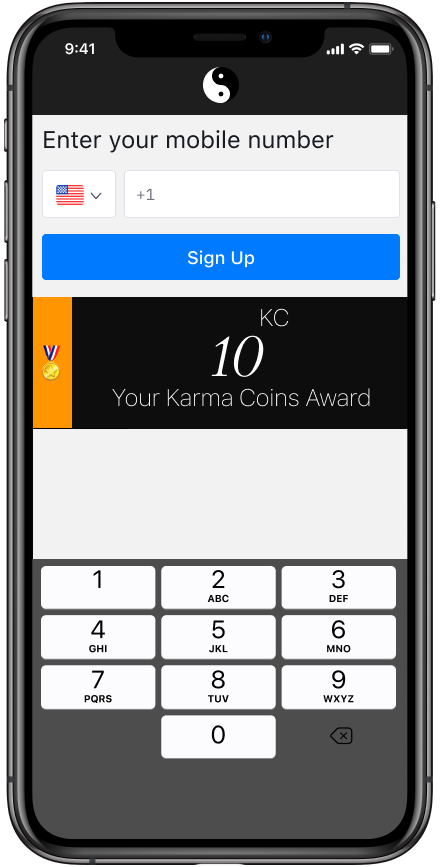 9:41
Enter your mobile number
+1
Sign Up
KC
10
Your Karma Coins Award
1
2
3
ABC
DEF
4
5
6
GHI
JKL
MNO
7
8
9
PQRS
TUV
WXYZ
0